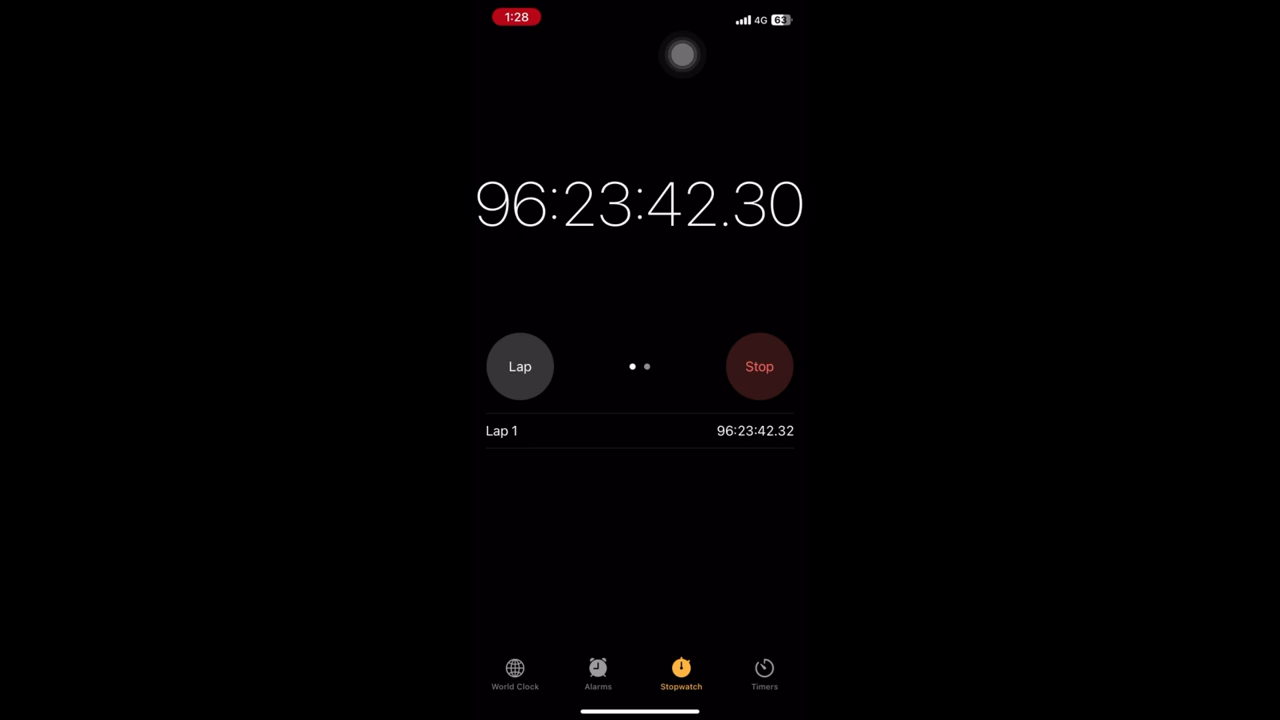 1:28
4G 63
96:23:42.30
Lap
Stop
Lap 1 96:23:42.32
World Clock Alarms Stopwatch Timers